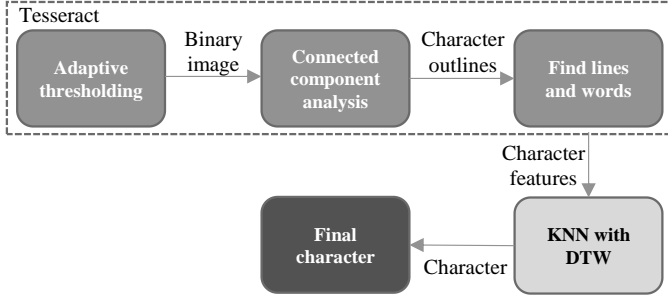 Tesseract
Adaptive
thresholding
Binary
image
Connected
component
analysis
Character
outlines
Find lines
and words
Character
features
KNN with
DTW
Character
Final
character